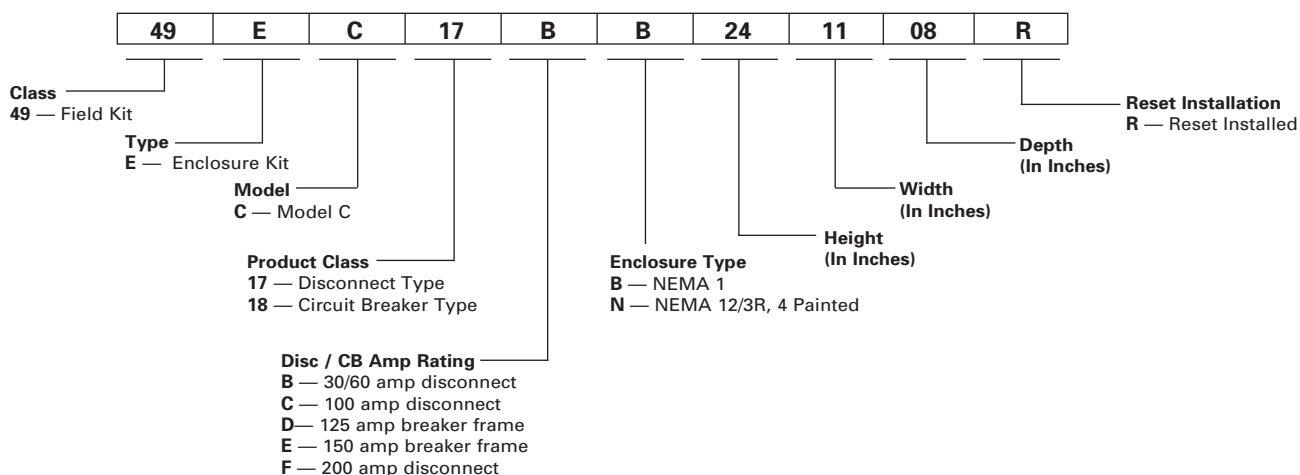 49 E C 17 B B 24 11 08 R
Class
49 — Field Kit
Type
E — Enclosure Kit
Model
C — Model C
Product Class
17 — Disconnect Type
18 — Circuit Breaker Type
Disc / CB Amp Rating
B — 30/60 amp disconnect
C — 100 amp disconnect
D— 125 amp breaker frame
E — 150 amp breaker frame
F — 200 amp disconnect
Enclosure Type
B — NEMA 1
N — NEMA 12/3R, 4 Painted
Height
(In Inches)
Width
(In Inches)
Depth
(In Inches)
Reset Installation
R — Reset Installed